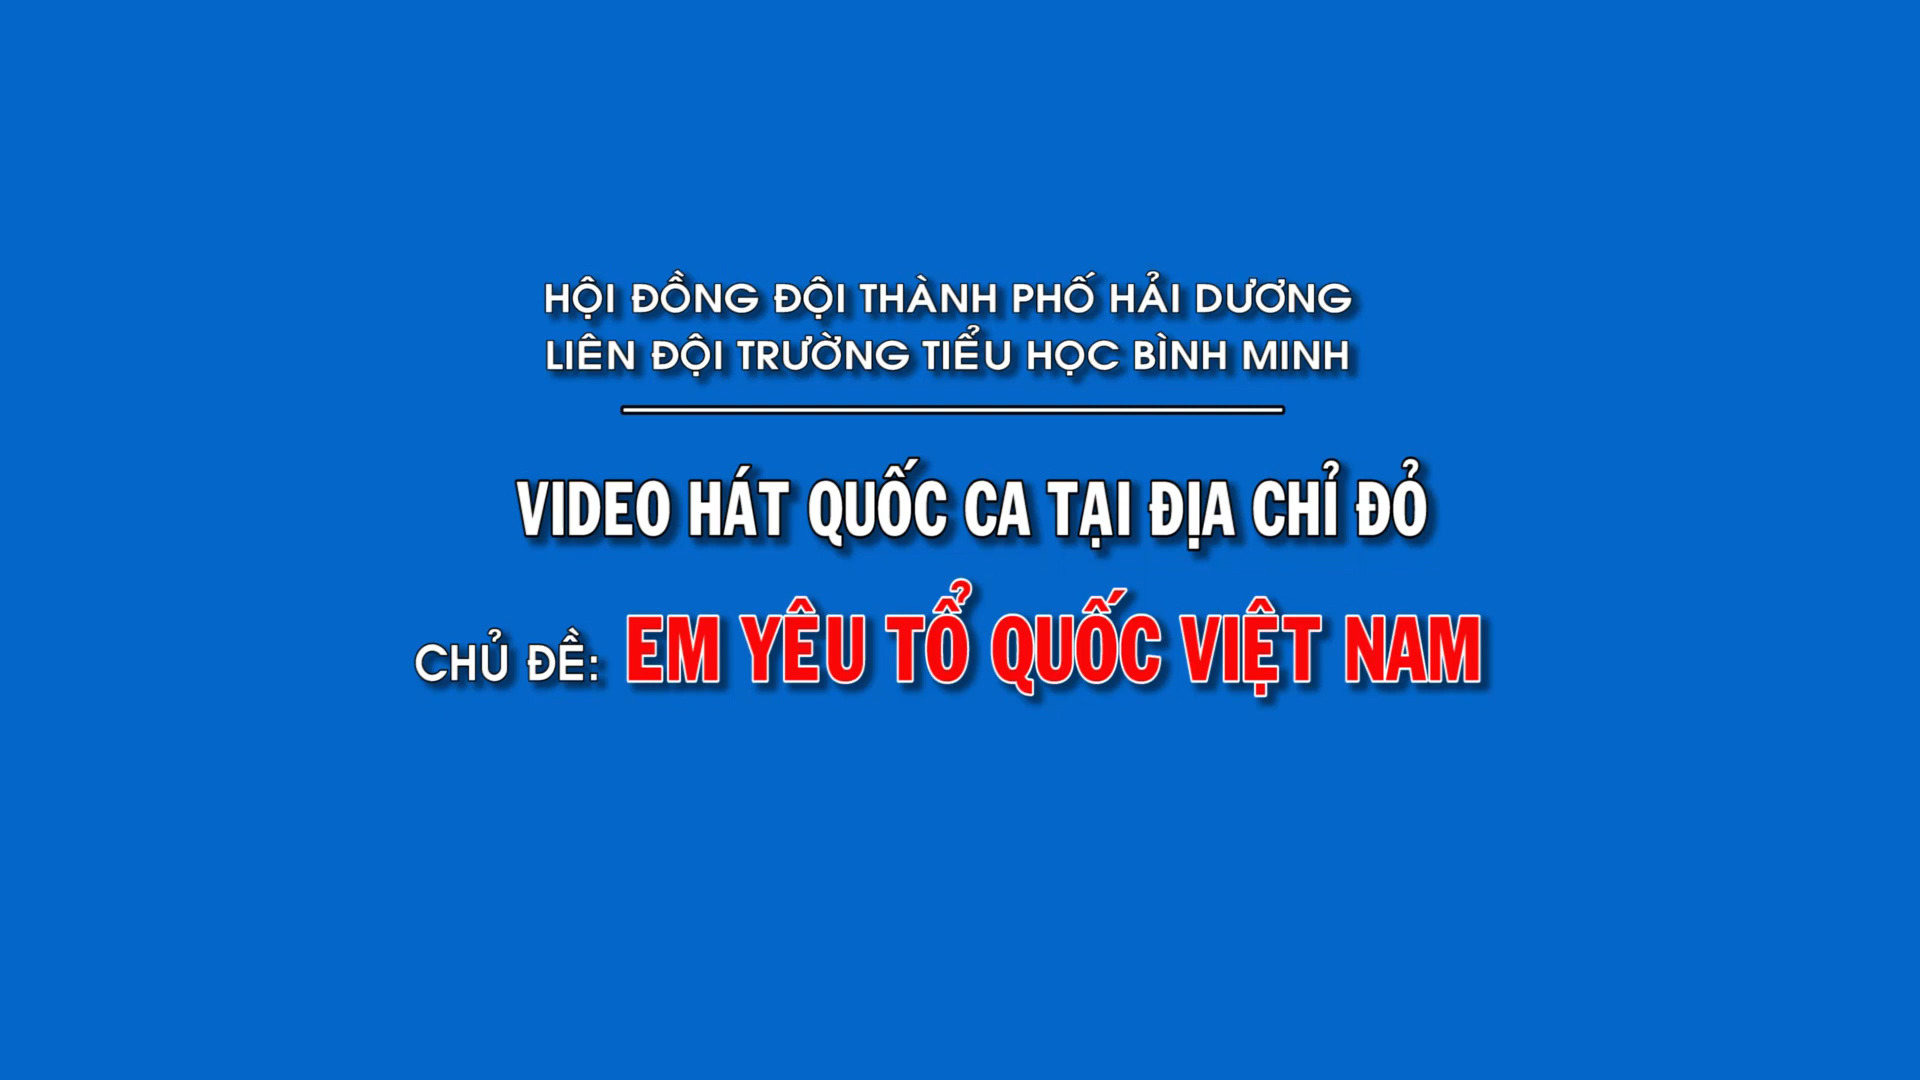 HỘI ĐỒNG ĐỘI THÀNH PHỐ HẢI DƯƠNG
LIÊN ĐỘI TRƯỜNG TIỂU HỌC BÌNH MINH
VIDEO HÁT QUỐC CA TẠI ĐỊA CHỈ ĐỎ
CHỦ ĐỀ: EM YÊU TỔ QUỐC VIỆT NAM